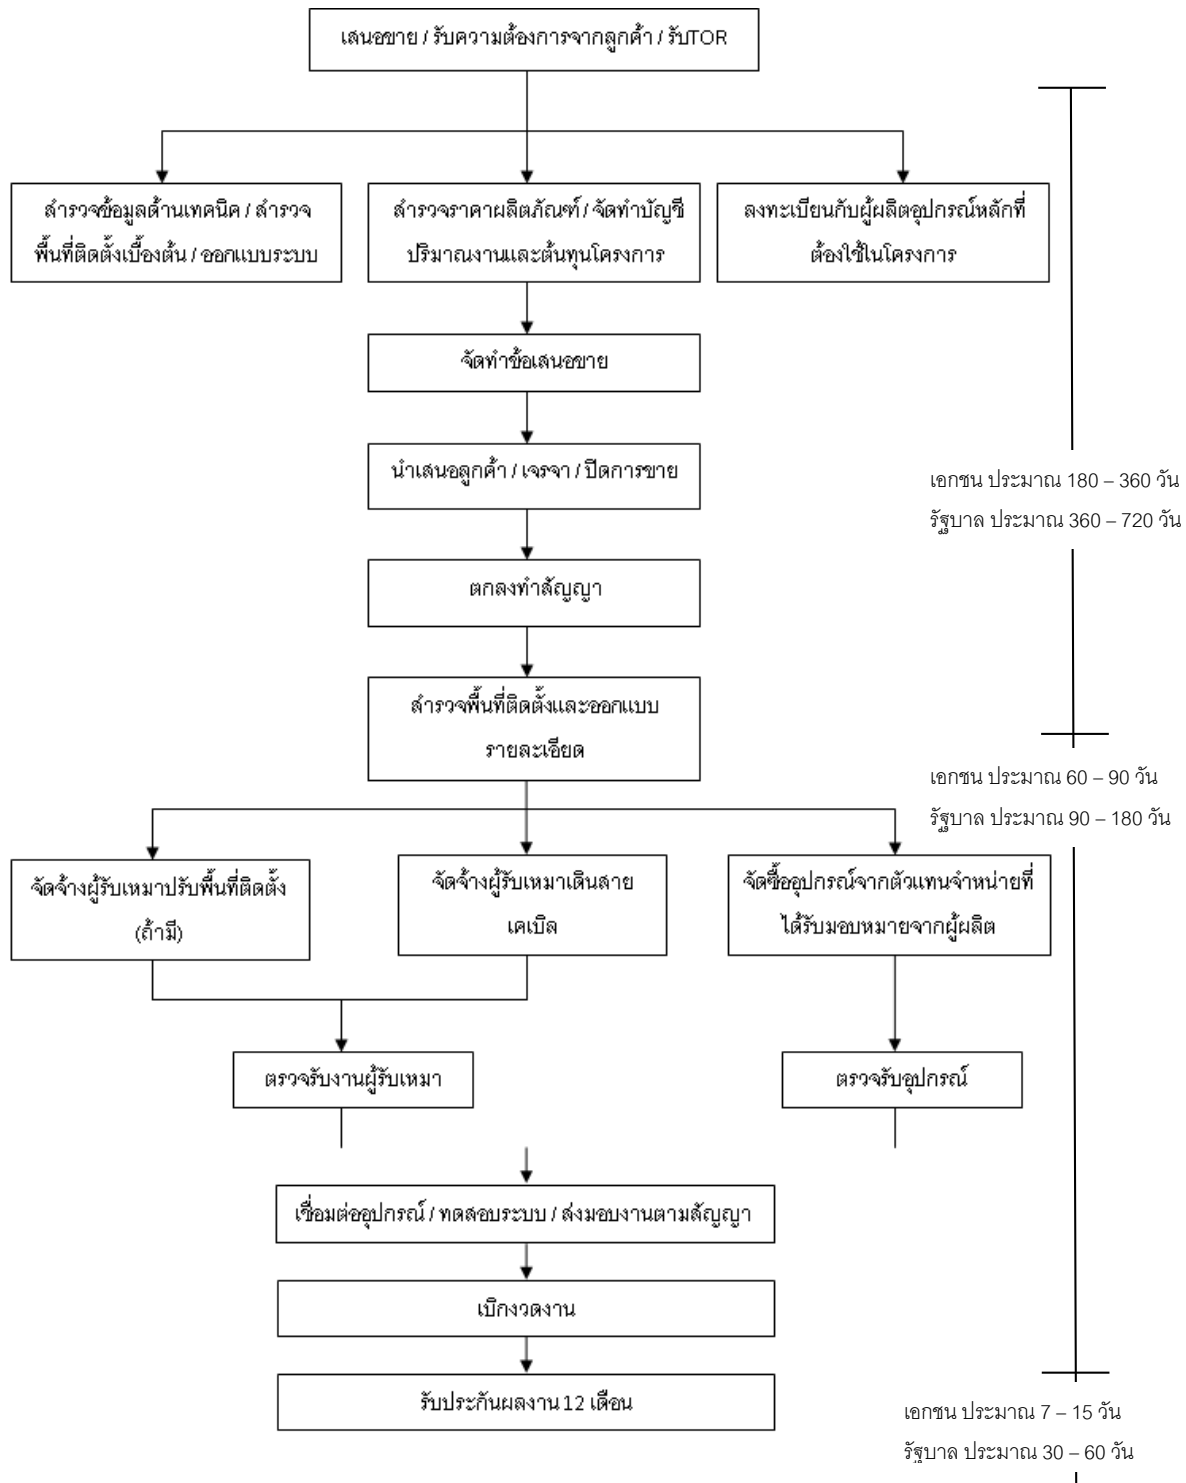 เสนอขาย / รับความต้องการจากลูกค้า / รับTOR
สำรวจข้อมูลด้านเทคนิค / สำรวจ
พื้นที่ติดตั้งเบื้องต้น / ออกแบบระบบ
สำรวจราคาผลิตภัณฑ์ / จัดทำบัญชี
ปริมาณงานและต้นทุนโครงการ
ลงทะเบียนกับผู้ผลิตอุปกรณ์หลักที่
ต้องใช้ในโครงการ
จัดทำข้อเสนอขาย
นำเสนอลูกค้า / เจรจา / ปิดการขาย
เอกชน ประมาณ 180 – 360 วัน
รัฐบาล ประมาณ 360 – 720 วัน
ตกลงทำสัญญา
สำรวจพื้นที่ติดตั้งและออกแบบ
รายละเอียด
เอกชน ประมาณ 60 – 90 วัน
รัฐบาล ประมาณ 90 – 180 วัน
จัดจ้างผู้รับเหมาปรับพื้นที่ติดตั้ง
(ถ้ามี)
จัดจ้างผู้รับเหมาเดินสาย
เคเบิล
จัดซื้ออุปกรณ์จากตัวแทนจำหน่ายที่
ได้รับมอบหมายจากผู้ผลิต
ตรวจรับงานผู้รับเหมา
ตรวจรับอุปกรณ์
เชื่อมต่ออุปกรณ์ / ทดสอบระบบ / ส่งมอบงานตามสัญญา
เบิกงวดงาน
รับประกันผลงาน 12 เดือน
เอกชน ประมาณ 7 – 15 วัน
รัฐบาล ประมาณ 30 – 60 วัน